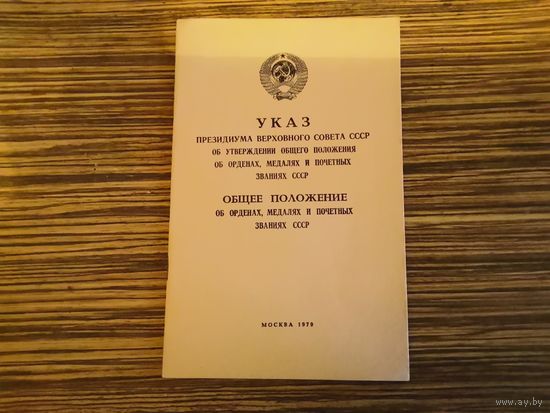 УКАЗ
ПРЕЗИДИУМА ВЕРХОВНОГО СОВЕТА СССР
ОБ УТВЕРЖДЕНИИ ОБЩЕГО ПОЛОЖЕНИЯ
ОБ ОРДЕНАХ, МЕДАЛЯХ И ПОЧЕТНЫХ
ЗВАНИЯХ СССР
ОБЩЕЕ ПОЛОЖЕНИЕ
ОБ ОРДЕНАХ, МЕДАЛЯХ И ПОЧЕТНЫХ
ЗВАНИЯХ СССР
МОСКВА 1979
www.ay.by